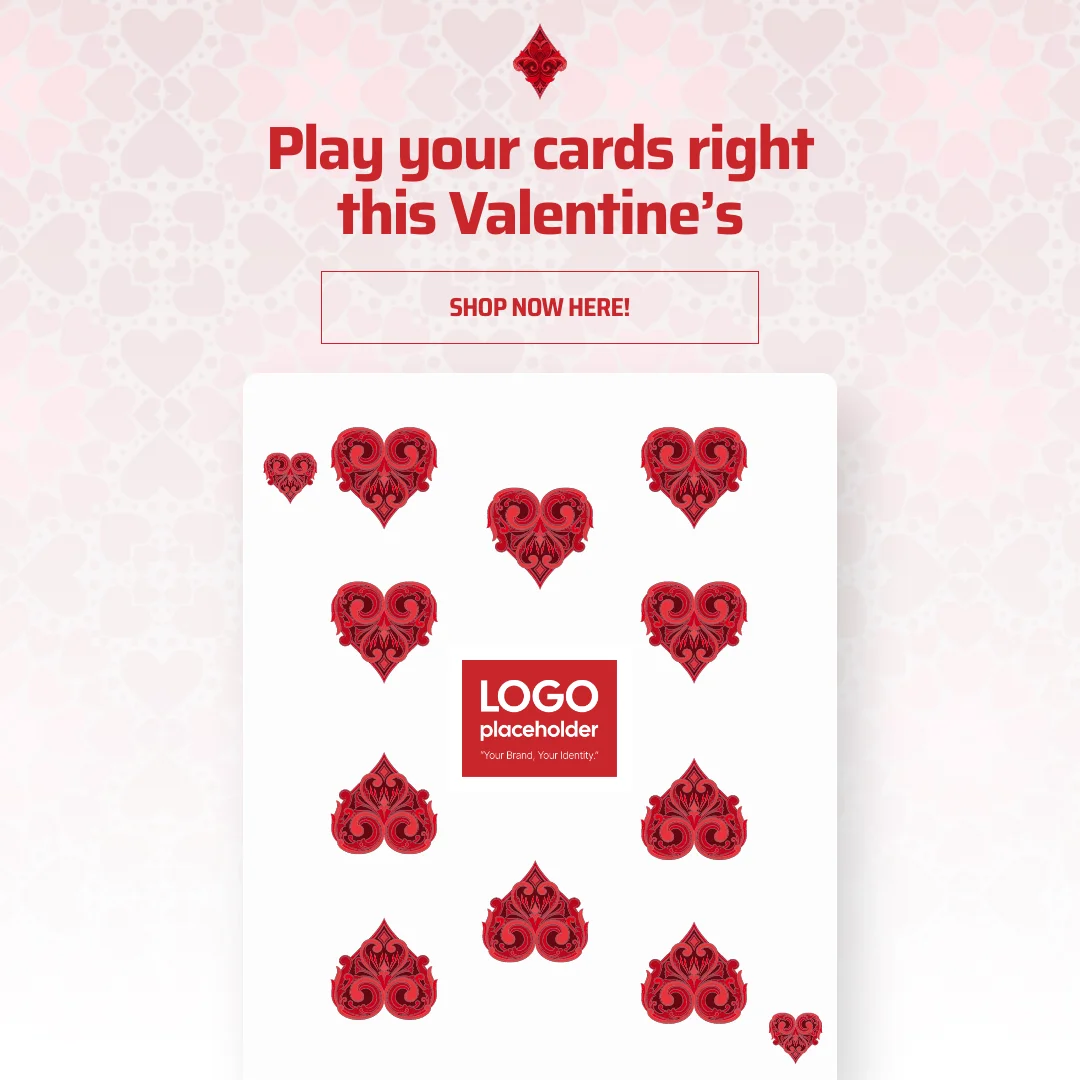 Play your cards right
this Valentine’s
SHOP NOW HERE!
LOGO
placeholder
“Your Brand, Your Identity.”